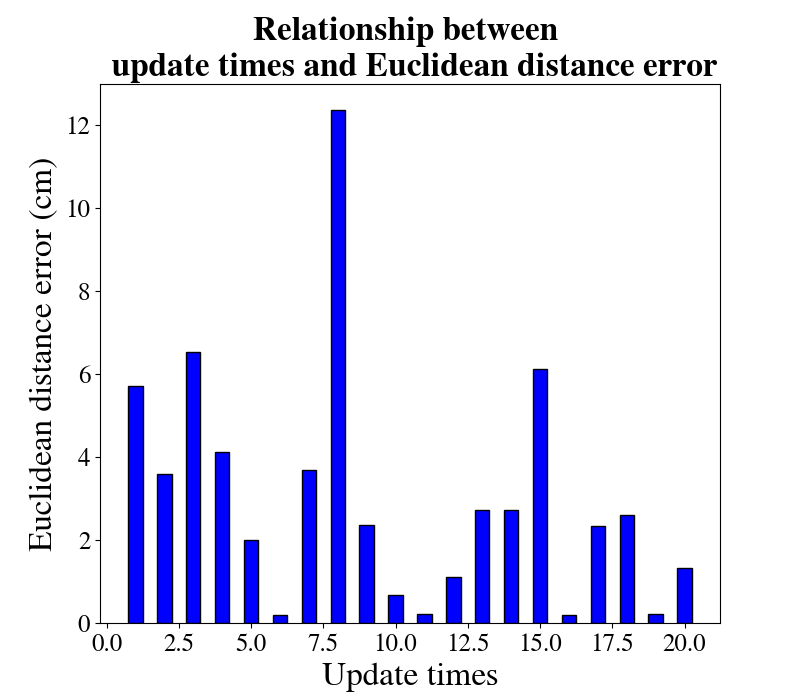 Relationship between
update times and Euclidean distance error
Euclidean distance error (cm)
12
10
8
6
4
2
0
0.0 2.5 5.0 7.5 10.0 12.5 15.0 17.5 20.0
Update times